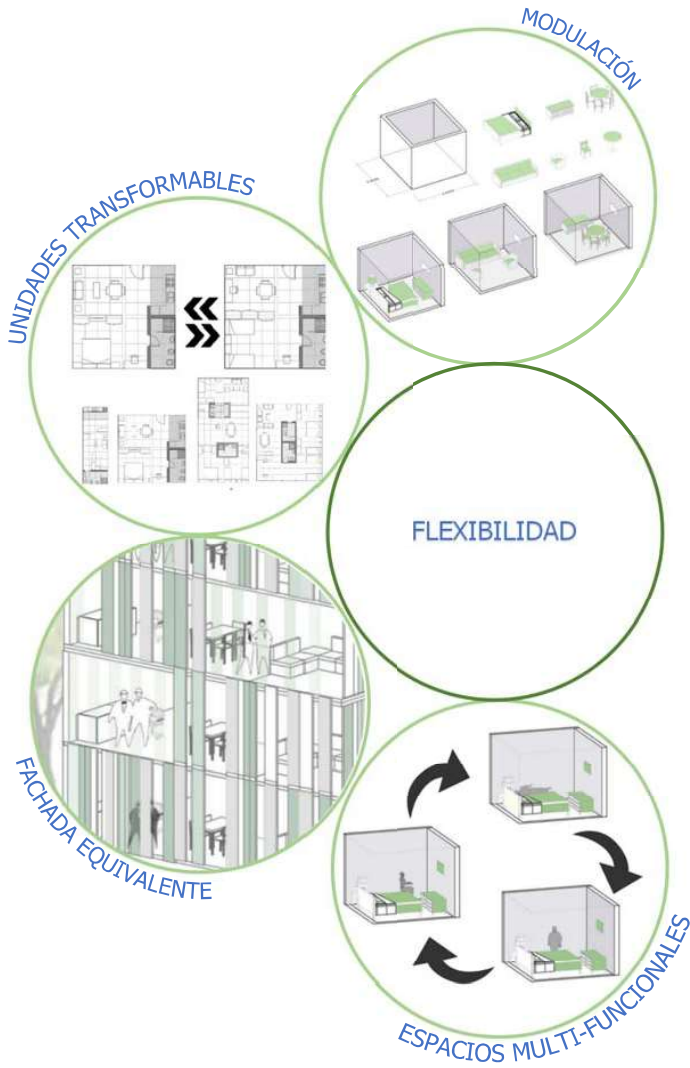 MODULACIÓN
UNIDADES TRANSFORMABLES
FLEXIBILIDAD
FACHADA EQUIVALENTE
ESPACIOS MULTI-FUNCIONALES